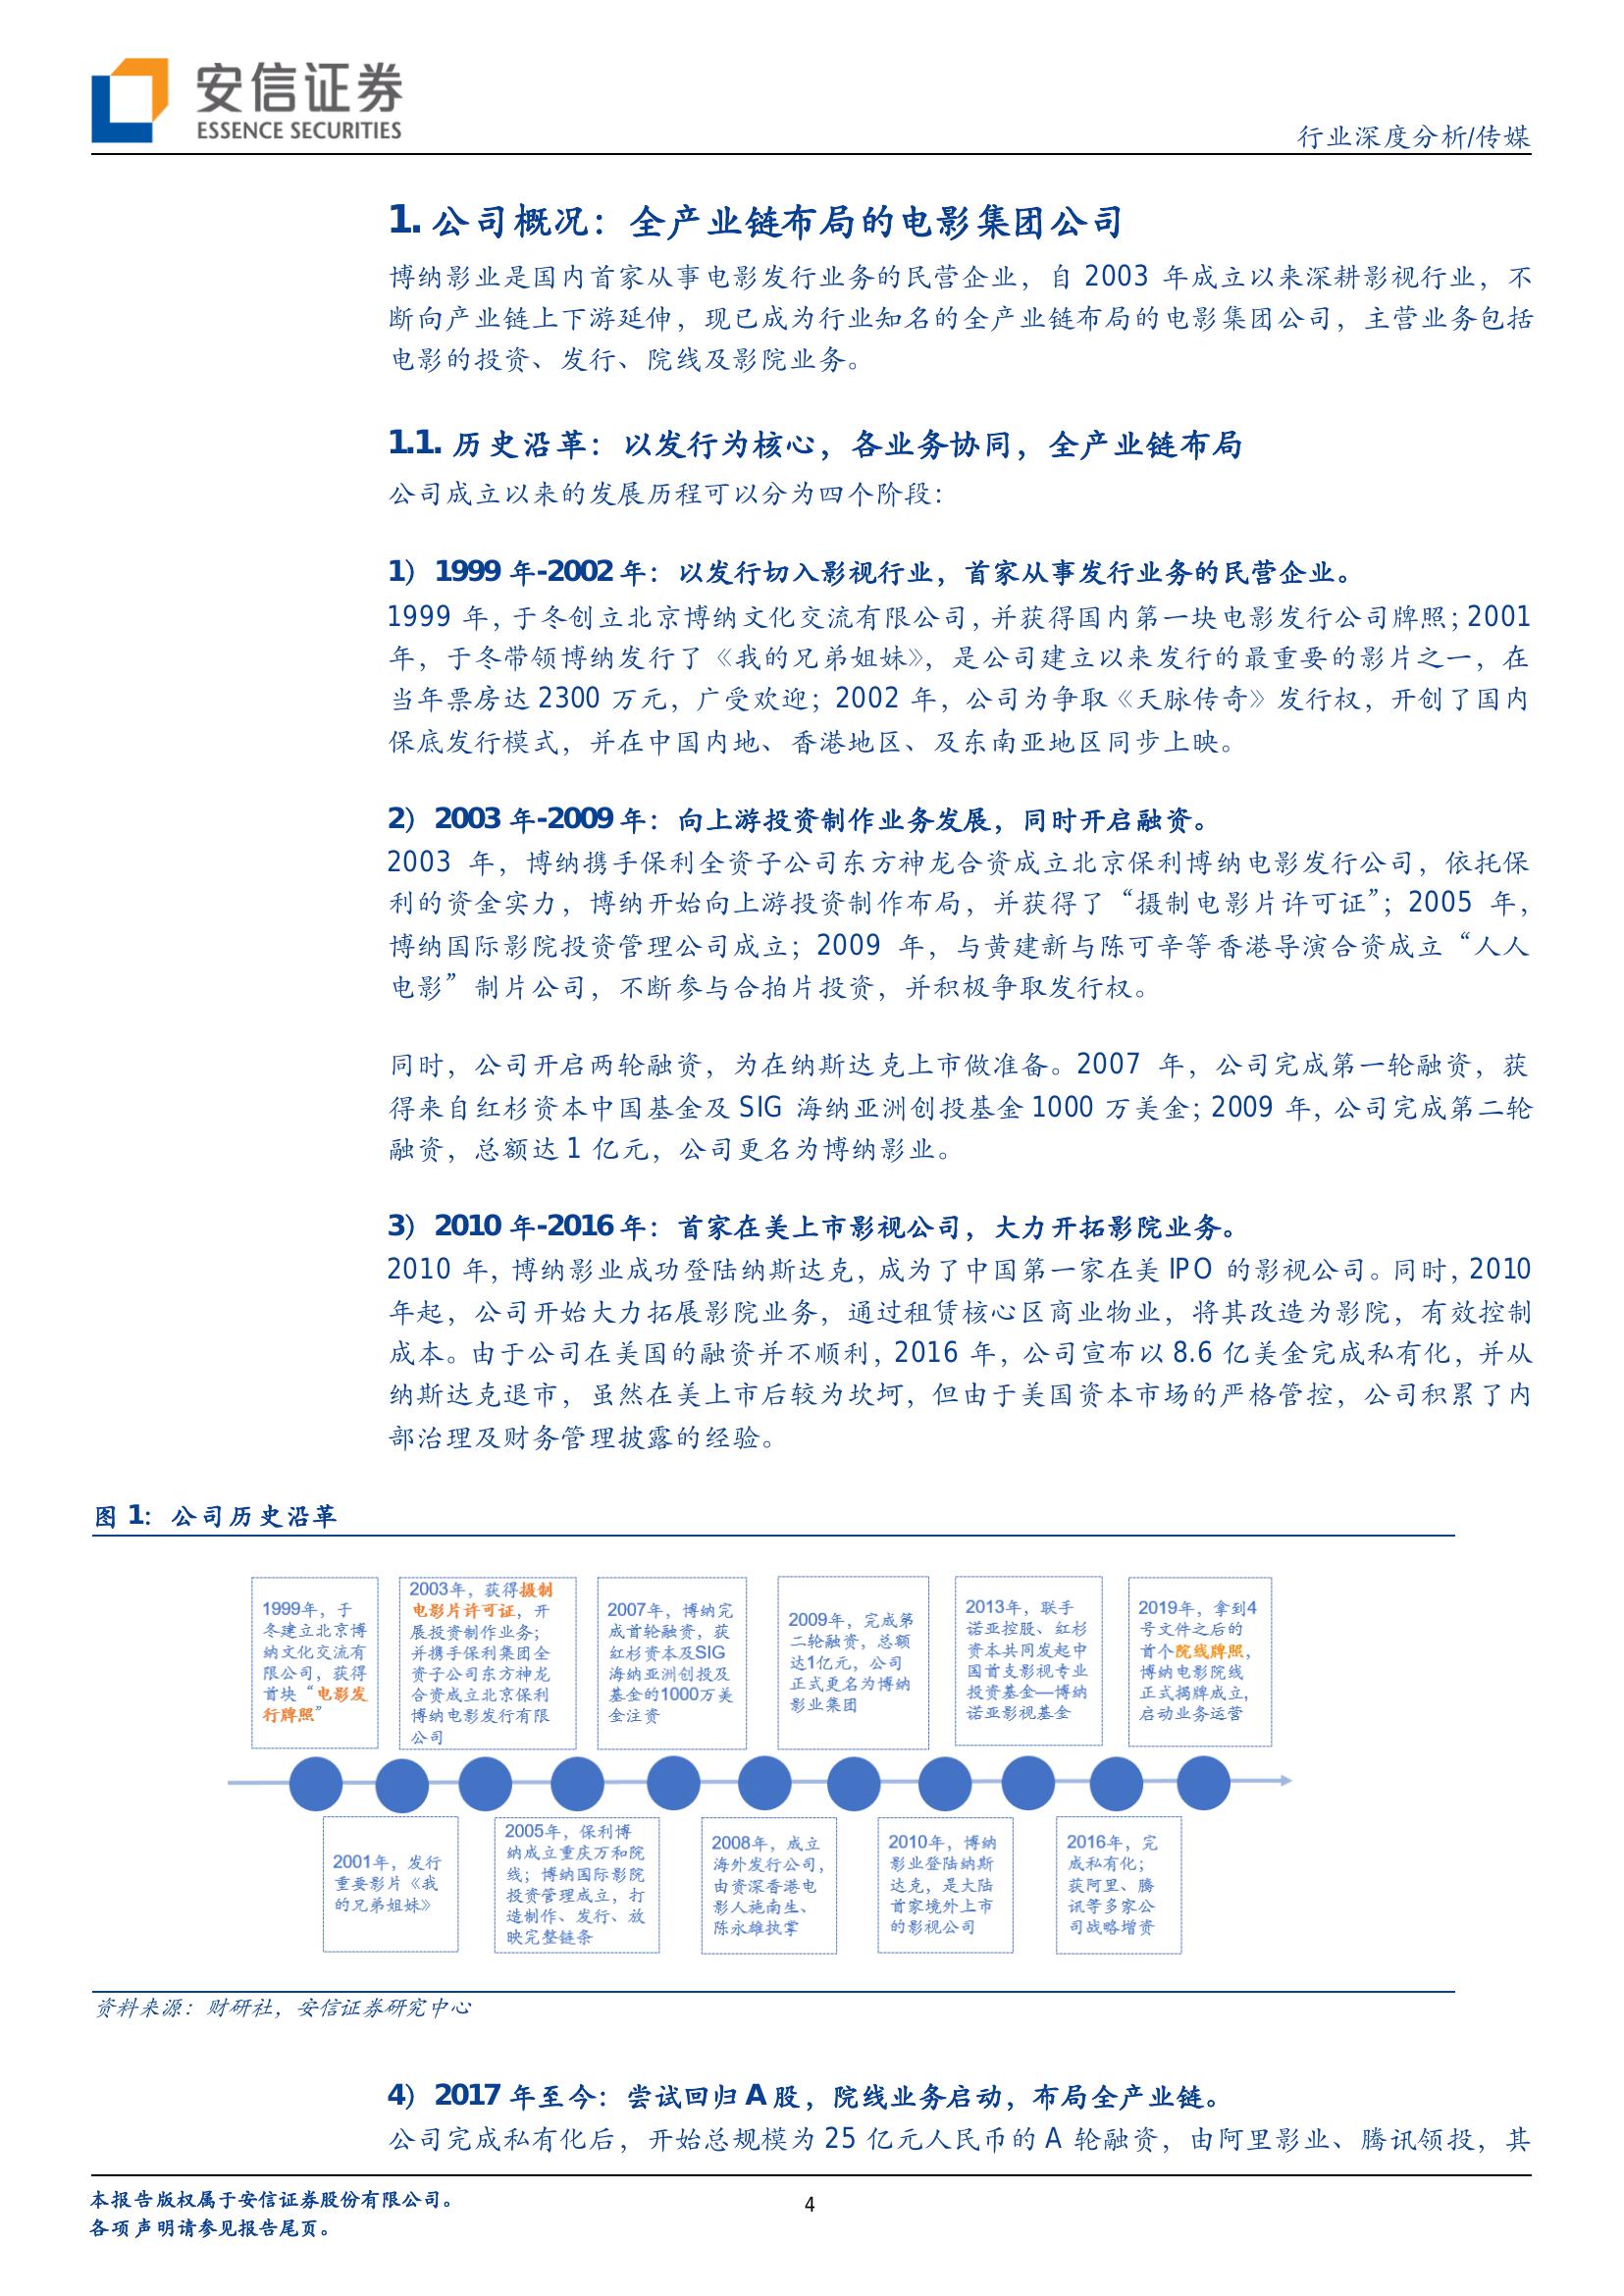 安信证券
ESSENCE SECURITIES
行业深度分析/传媒
1. 公司概况：全产业链布局的电影集团公司
博纳影业是国内首家从事电影发行业务的民营企业，自 2003 年成立以来深耕影视行业，不
断向产业链上下游延伸，现已成为行业知名的全产业链布局的电影集团公司，主营业务包括
电影的投资、发行、院线及影院业务。
1.1. 历史沿革：以发行为核心，各业务协同，全产业链布局
公司成立以来的发展历程可以分为四个阶段：
1）1999 年-2002 年：以发行切入影视行业，首家从事发行业务的民营企业。
1999 年，于冬创立北京博纳文化交流有限公司，并获得国内第一块电影发行公司牌照；2001
年，于冬带领博纳发行了《我的兄弟姐妹》，是公司建立以来发行的最重要的影片之一，在
当年票房达 2300 万元，广受欢迎；2002 年，公司为争取《天脉传奇》发行权，开创了国内
保底发行模式，并在中国内地、香港地区、及东南亚地区同步上映。
2）2003 年-2009 年：向上游投资制作业务发展，同时开启融资。
2003 年，博纳携手保利全资子公司东方神龙合资成立北京保利博纳电影发行公司，依托保
利的资金实力，博纳开始向上游投资制作布局，并获得了“摄制电影片许可证”；2005 年，
博纳国际影院投资管理公司成立；2009 年，与黄建新与陈可辛等香港导演合资成立“人人
电影”制片公司，不断参与合拍片投资，并积极争取发行权。
同时，公司开启两轮融资，为在纳斯达克上市做准备。2007 年，公司完成第一轮融资，获
得来自红杉资本中国基金及 SIG 海纳亚洲创投基金 1000 万美金；2009 年，公司完成第二轮
融资，总额达 1 亿元，公司更名为博纳影业。
3）2010 年-2016 年：首家在美上市影视公司，大力开拓影院业务。
2010 年，博纳影业成功登陆纳斯达克，成为了中国第一家在美 IPO 的影视公司。同时，2010
年起，公司开始大力拓展影院业务，通过租赁核心区商业物业，将其改造为影院，有效控制
成本。由于公司在美国的融资并不顺利，2016 年，公司宣布以 8.6 亿美金完成私有化，并从
纳斯达克退市，虽然在美上市后较为坎坷，但由于美国资本市场的严格管控，公司积累了内
部治理及财务管理披露的经验。
图 1：公司历史沿革
1999年，于
冬建立北京博
纳文化交流有
限公司，获得
首块“电影发
行牌照”
2003年，获得摄制
电影片许可证，开
展投资制作业务；
并携手保利集团全
资子公司东方神龙
合资成立北京保利
博纳电影发行有限
公司
2007年，博纳完
成首轮融资，获
红杉资本及SIG
海纳亚洲创投及
基金的1000万美
金注资
2009年，完成第
二轮融资，总额
达1亿元，公司
正式更名为博纳
影业集团
2013年，联手
诺亚控股、红杉
资本共同发起中
国首支影视专业
投资基金—博纳
诺亚影视基金
2019年，拿到4
号文件之后的
首个院线牌照，
博纳电影院线
正式揭牌成立，
启动业务运营
2001年，发行
重要影片《我
的兄弟姐妹》
2005年，保利博
纳成立重庆万和院
线；博纳国际影院
投资管理成立，打
造制作、发行、放
映完整链条
2008年，成立
海外发行公司，
由资深香港电
影人施南生、
陈永雄执掌
2010年，博纳
影业登陆纳斯
达克，是大陆
首家境外上市
的影视公司
2016年，完
成私有化；
获阿里、腾
讯等多家公
司战略增资
资料来源：财研社，安信证券研究中心
4）2017 年至今：尝试回归 A 股，院线业务启动，布局全产业链。
公司完成私有化后，开始总规模为 25 亿元人民币的 A 轮融资，由阿里影业、腾讯领投，其
本报告版权属于安信证券股份有限公司。
各项声明请参见报告尾页。
4